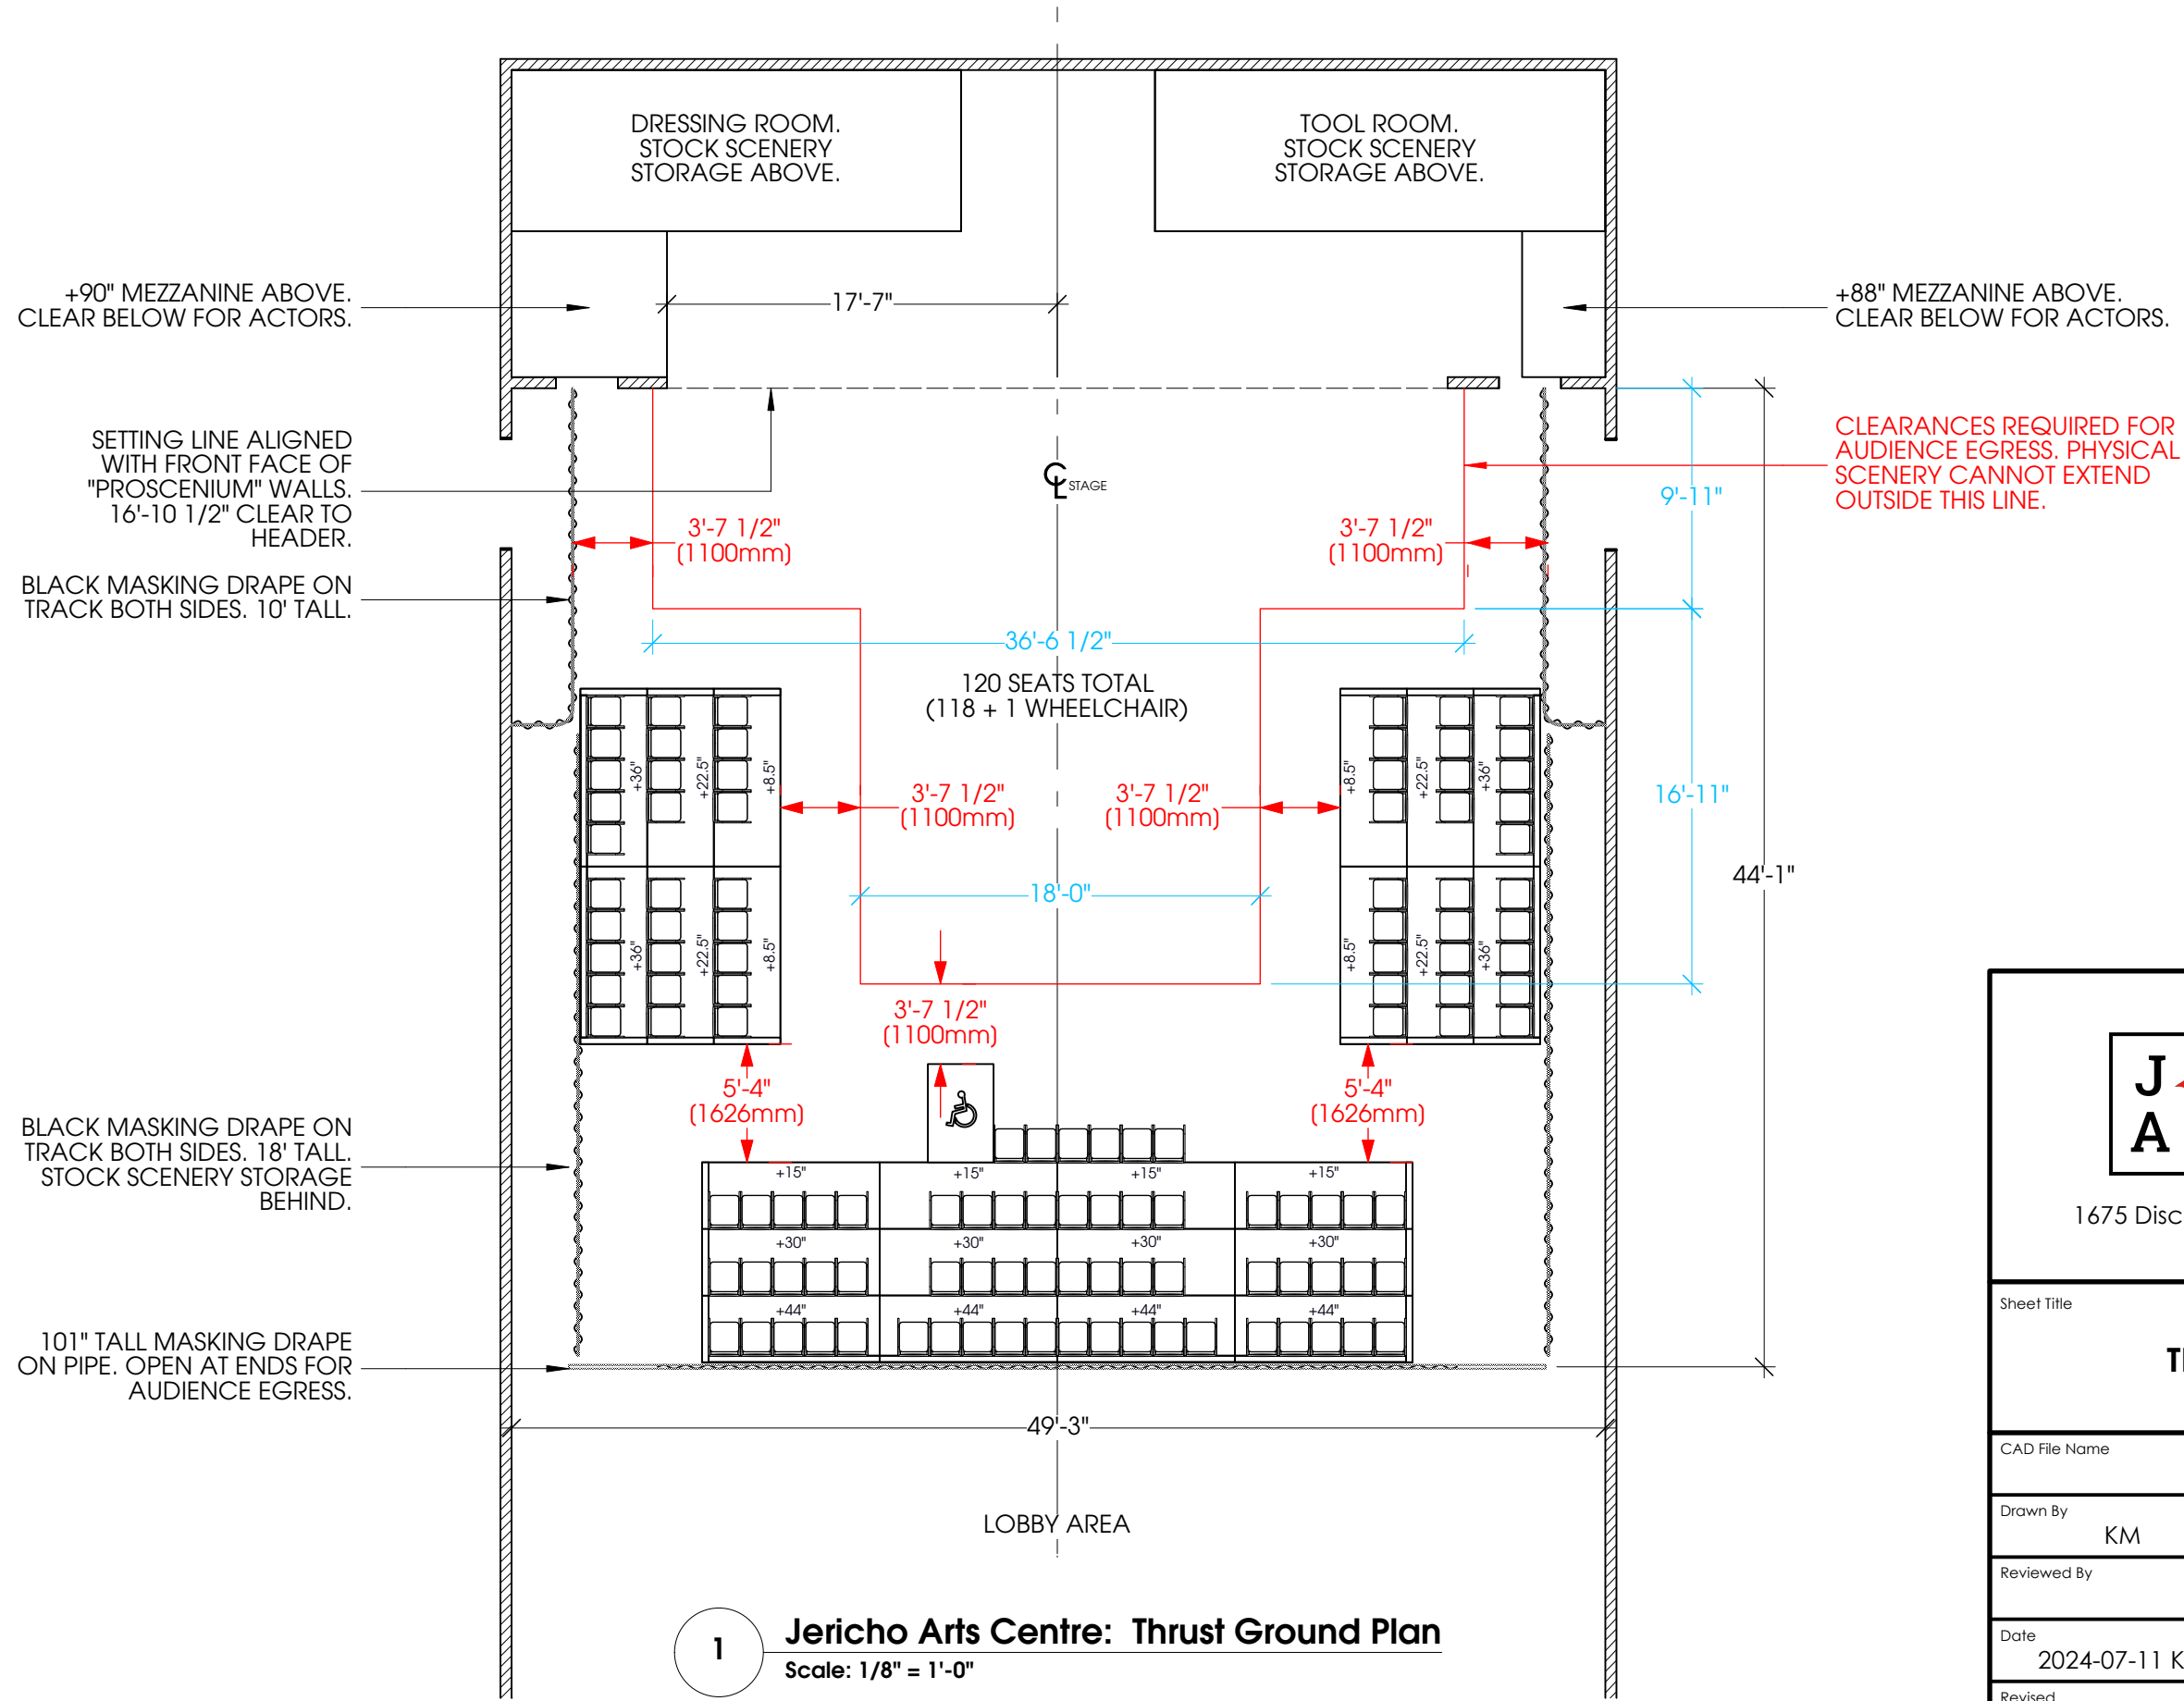 DRESSING ROOM.
STOCK SCENERY
STORAGE ABOVE.
TOOL ROOM.
STOCK SCENERY
STORAGE ABOVE.
+90" MEZZANINE ABOVE.
CLEAR BELOW FOR ACTORS.
17'-7"
+88" MEZZANINE ABOVE.
CLEAR BELOW FOR ACTORS.
SETTING LINE ALIGNED
WITH FRONT FACE OF
"PROSCENIUM" WALLS.
16'-10 1/2" CLEAR TO
HEADER.
CL STAGE
CLEARANCES REQUIRED FOR
AUDIENCE EGRESS. PHYSICAL
SCENERY CANNOT EXTEND
OUTSIDE THIS LINE.
9'-11"
3'-7 1/2"
(1100mm)
3'-7 1/2"
(1100mm)
BLACK MASKING DRAPE ON
TRACK BOTH SIDES. 10' TALL.
36'-6 1/2"
120 SEATS TOTAL
(118 + 1 WHEELCHAIR)
+36"
+22.5"
+8.5"
3'-7 1/2"
(1100mm)
3'-7 1/2"
(1100mm)
+8.5"
+22.5"
+36"
16'-11"
44'-1"
18'-0"
+36"
+22.5"
+8.5"
+8.5"
+22.5"
+36"
3'-7 1/2"
(1100mm)
5'-4"
(1626mm)
5'-4"
(1626mm)
BLACK MASKING DRAPE ON
TRACK BOTH SIDES. 18' TALL.
STOCK SCENERY STORAGE
BEHIND.
+15"
+15"
+15"
+15"
+30"
+30"
+30"
+30"
+44"
+44"
+44"
+44"
101" TALL MASKING DRAPE
ON PIPE. OPEN AT ENDS FOR
AUDIENCE EGRESS.
49'-3"
LOBBY AREA
1
Jericho Arts Centre: Thrust Ground Plan
Scale: 1/8" = 1'-0"
J
A
1675 Disc
Sheet Title
CAD File Name
Drawn By
KM
Reviewed By
Date
2024-07-11 K
Revised